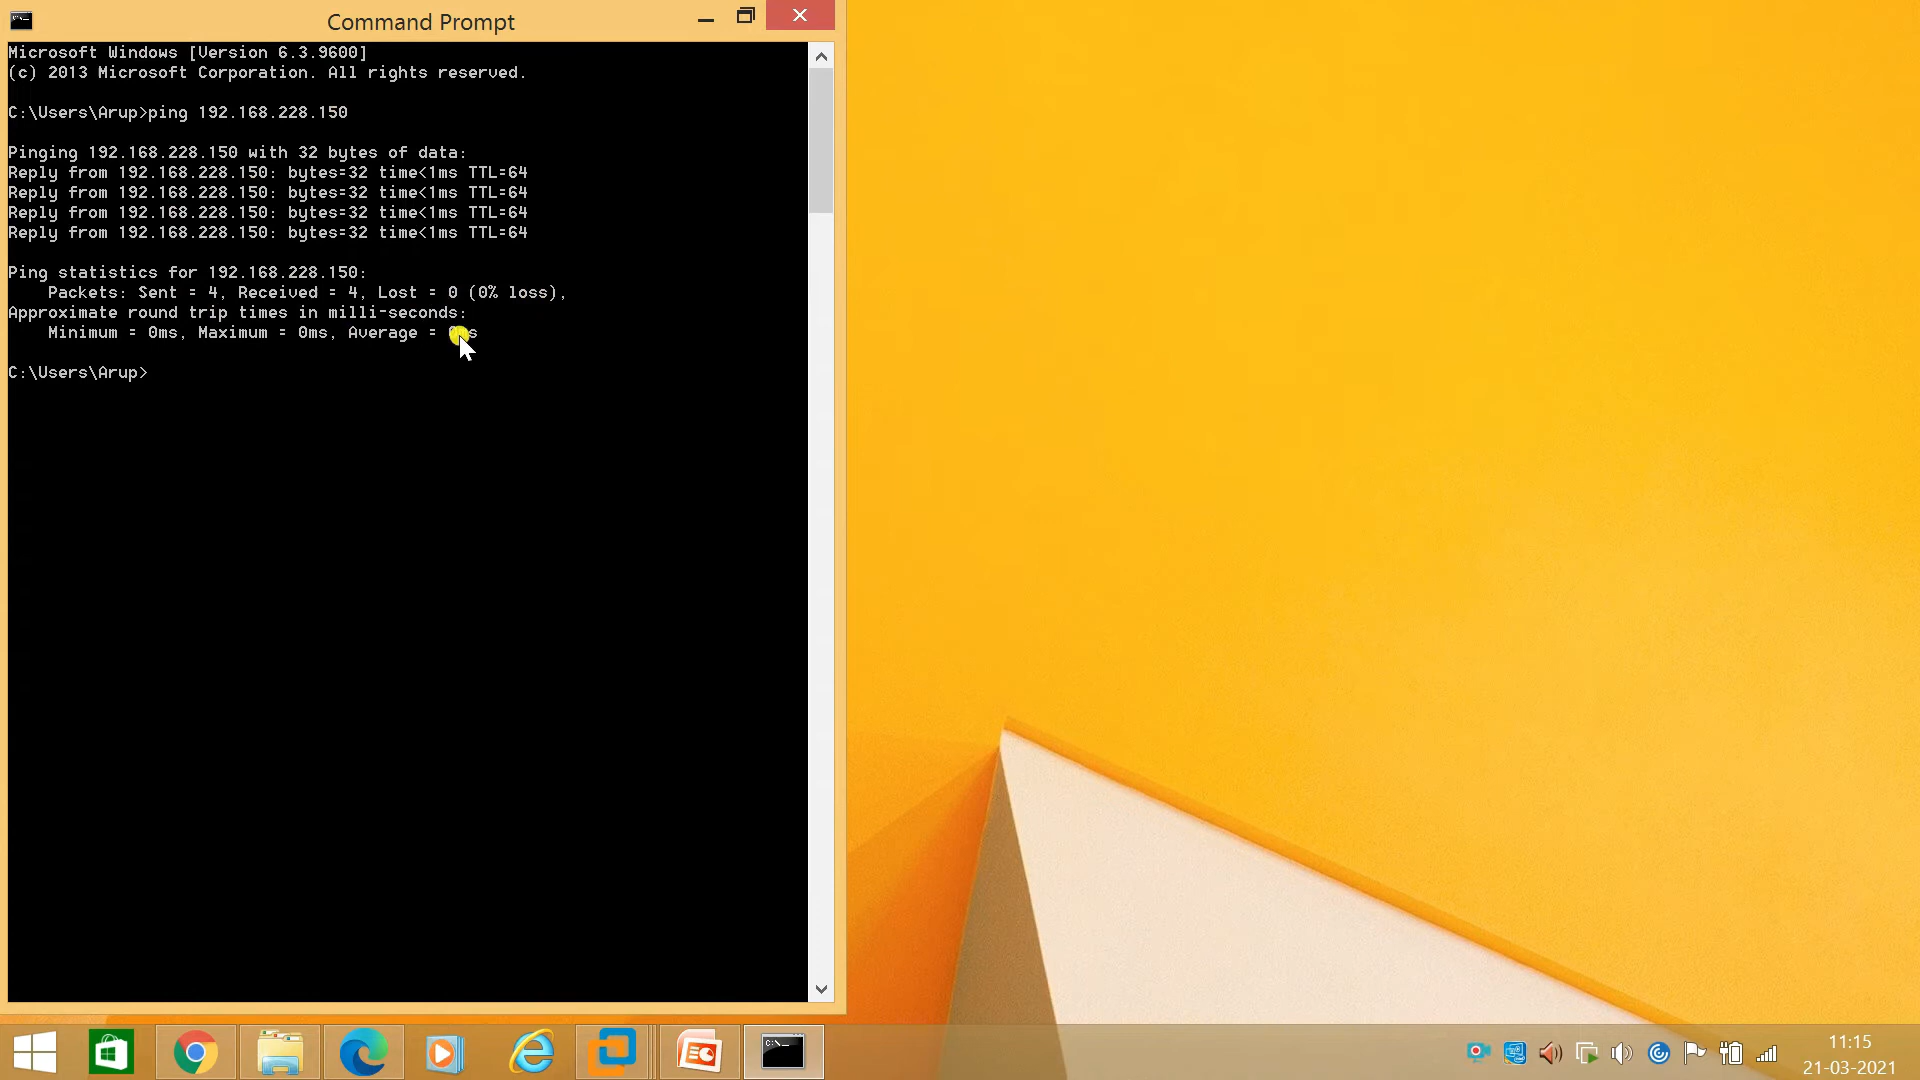 Command Prompt
Microsoft Windows [Version 6.3.9600]
(c) 2013 Microsoft Corporation. All rights reserved.
C:\Users\Arup>ping 192.168.228.150
Pinging 192.168.228.150 with 32 bytes of data:
Reply from 192.168.228.150: bytes=32 time<1ms TTL=64
Reply from 192.168.228.150: bytes=32 time<1ms TTL=64
Reply from 192.168.228.150: bytes=32 time<1ms TTL=64
Reply from 192.168.228.150: bytes=32 time<1ms TTL=64
Ping statistics for 192.168.228.150:
    Packets: Sent = 4, Received = 4, Lost = 0 (0% loss),
Approximate round trip times in milli-seconds:
    Minimum = 0ms, Maximum = 0ms, Average =
C:\Users\Arup>
11:15
21-03-2021